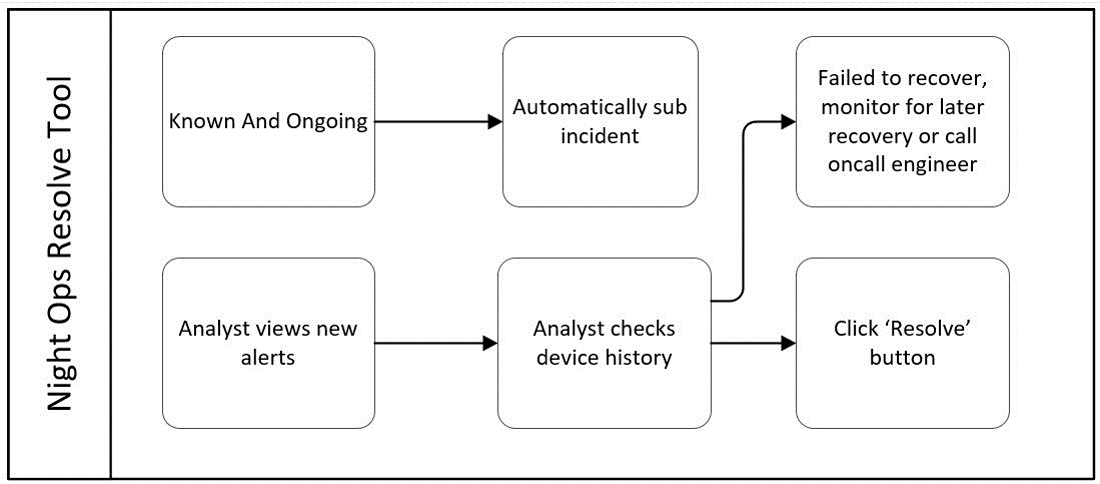 Night Ops Resolve Tool
Known And Ongoing
Automatically sub
incident
Failed to recover,
monitor for later
recovery or call
oncall engineer
Analyst views new
alerts
Analyst checks
device history
Click ‘Resolve’
button